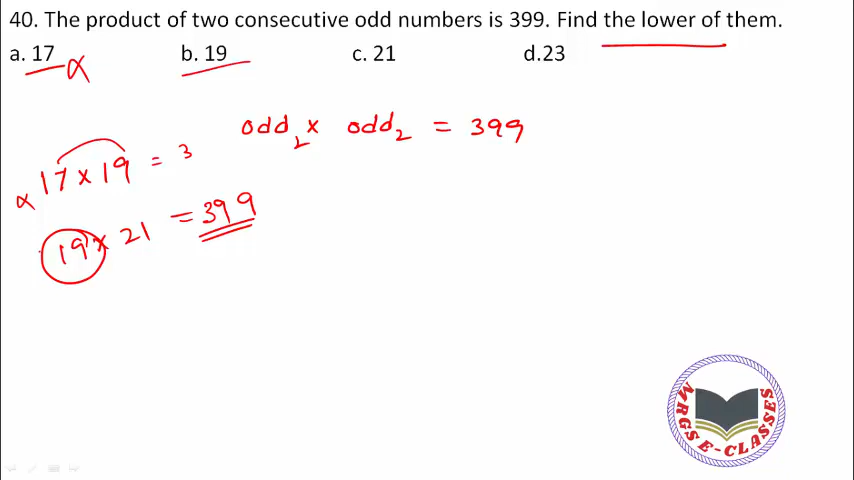 40. The product of two consecutive odd numbers is 399. Find the lower of them.
a. 17 b. 19 c. 21 d.23
odd₁ x odd₂ = 399
17 x 19 = 3
19 x 21 = 399
MRGS E-CLASSES